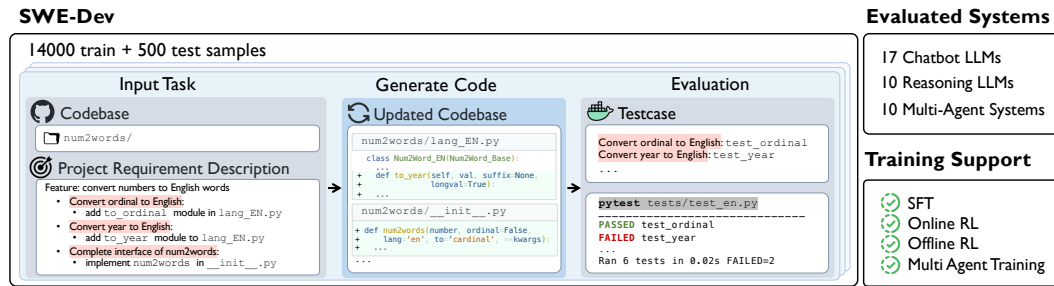 SWE-Dev
14000 train + 500 test samples
Input Task
Codebase
num2words/
Project Requirement Description
Feature: convert numbers to English words
• Convert ordinal to English:
• add to_ordinal module in lang_EN.py
• Convert year to English:
• add to_year module to lang_EN.py
• Complete interface of num2words:
• implement num2words in __init__.py
Generate Code
Updated Codebase
num2words/lang_EN.py
class Num2Word_EN(Num2Word_Base):
...
+ def to_year(self, val, suffix=None,
+ longval=True):
+ ...
num2words/__init__.py
+ def num2words(number, ordinal=False,
+ lang='en', to='cardinal', **kwargs):
+ ...
...
Evaluation
Testcase
Convert ordinal to English: test_ordinal
Convert year to English: test_year
...
pytest tests/test_en.py
PASSED test_ordinal
FAILED test_year
...
Ran 6 tests in 0.02s FAILED=2
Evaluated Systems
17 Chatbot LLMs
10 Reasoning LLMs
10 Multi-Agent Systems
Training Support
SFT
Online RL
Offline RL
Multi Agent Training